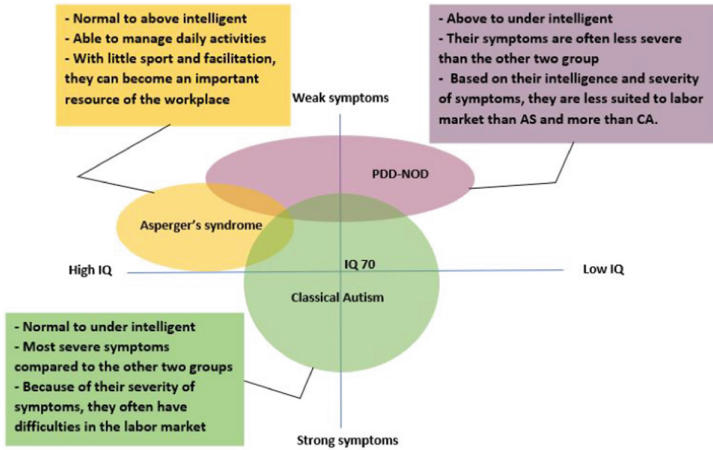 - Normal to above intelligent
- Able to manage daily activities
- With little sport and facilitation,
they can become an important
resource of the workplace
- Above to under intelligent
- Their symptoms are often less severe
than the other two group
- Based on their intelligence and severity
of symptoms, they are less suited to labor
market than AS and more than CA.
Weak symptoms
PDD-NOD
Asperger's syndrome
High IQ
IQ 70
Low IQ
Classical Autism
- Normal to under intelligent
- Most severe symptoms
compared to the other two groups
- Because of their severity of
symptoms, they often have
difficulties in the labor market
Strong symptoms